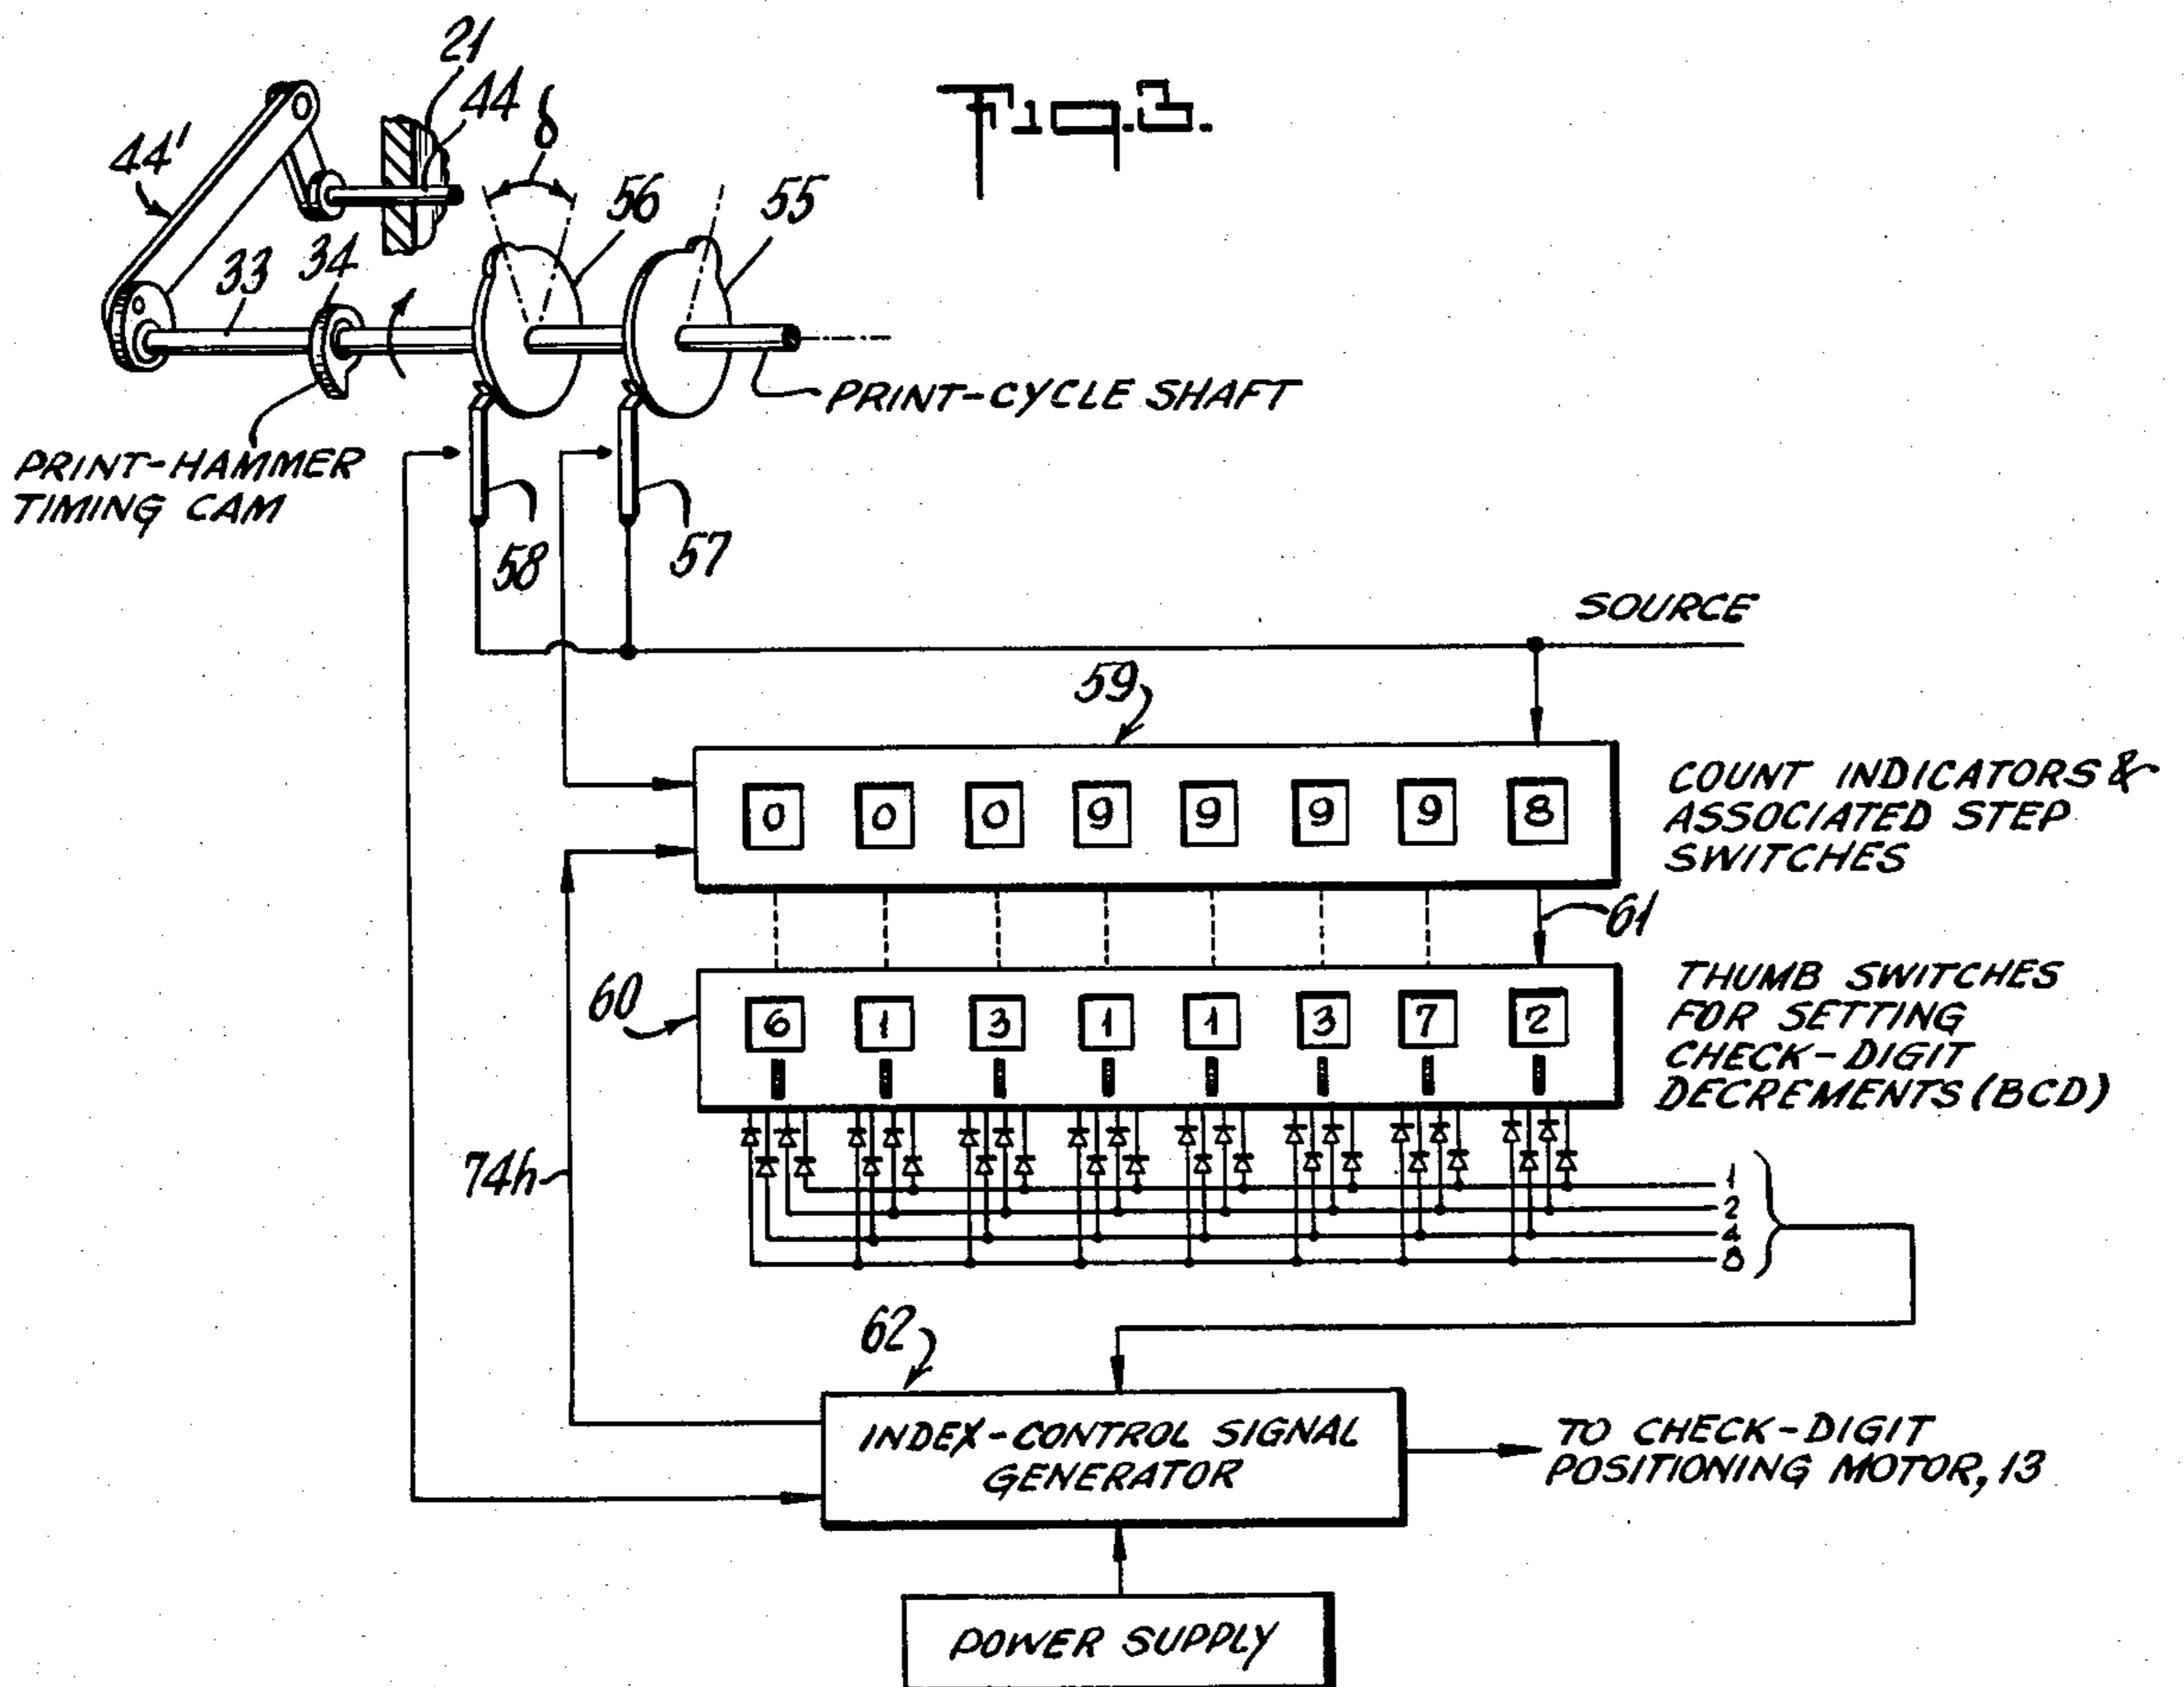 Fig. 3.
21
44
δ
44'
56
55
33
34
PRINT-CYCLE SHAFT
PRINT-HAMMER
TIMING CAM
58
57
SOURCE
59
0 0 0 9 9 9 9 8
COUNT INDICATORS &
ASSOCIATED STEP
SWITCHES
61
60
6 1 3 1 1 3 7 2
THUMB SWITCHES
FOR SETTING
CHECK-DIGIT
DECREMENTS (BCD)
74h
1
2
4
8
62
INDEX-CONTROL SIGNAL
GENERATOR
TO CHECK-DIGIT
POSITIONING MOTOR, 13
POWER SUPPLY